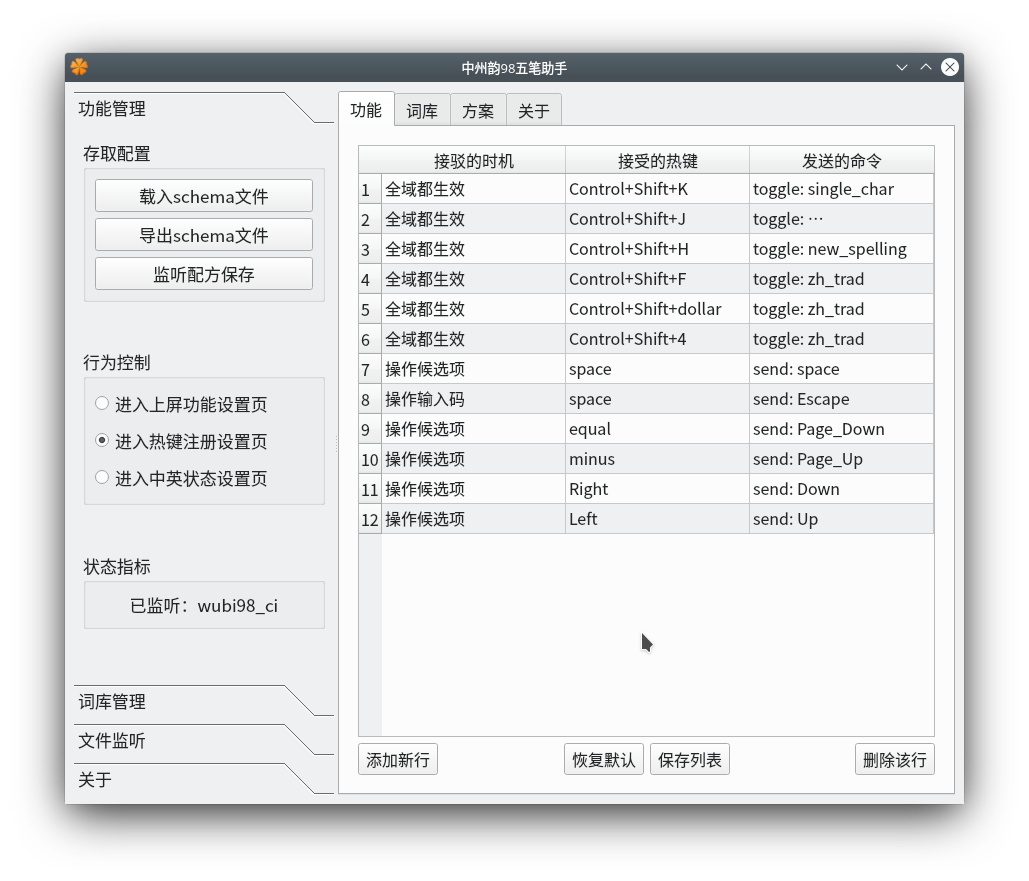 中州韵98五笔助手
功能管理
存取配置
载入schema文件
导出schema文件
监听配方保存
行为控制
进入上屏功能设置页
进入热键注册设置页
进入中英状态设置页
状态指标
已监听：wubi98_ci
词库管理
文件监听
关于
功能 词库 方案 关于
接驳的时机 接受的热键 发送的命令
1 全域都生效 Control+Shift+K toggle: single_char
2 全域都生效 Control+Shift+J toggle: …
3 全域都生效 Control+Shift+H toggle: new_spelling
4 全域都生效 Control+Shift+F toggle: zh_trad
5 全域都生效 Control+Shift+dollar toggle: zh_trad
6 全域都生效 Control+Shift+4 toggle: zh_trad
7 操作候选项 space send: space
8 操作输入码 space send: Escape
9 操作候选项 equal send: Page_Down
10 操作候选项 minus send: Page_Up
11 操作候选项 Right send: Down
12 操作候选项 Left send: Up
添加新行 恢复默认 保存列表 删除该行